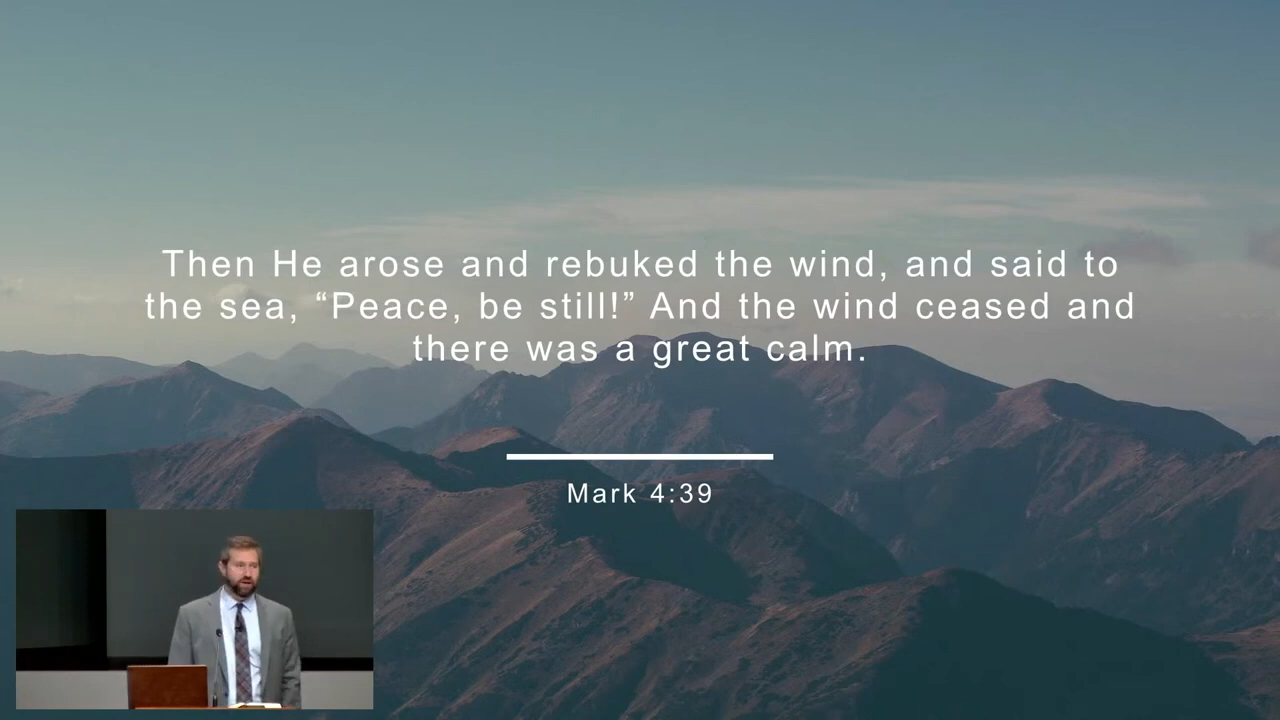 Then He arose and rebuked the wind, and said to
the sea, “Peace, be still!” And the wind ceased and
there was a great calm.
Mark 4:39